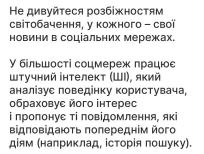 Не дивуйтеся розбіжностям
світобачення, у кожного – свої
новини в соціальних мережах.
У більшості соцмереж працює
штучний інтелект (ШІ), який
аналізує поведінку користувача,
обраховує його інтерес
і пропонує ті повідомлення, які
відповідають попереднім його
діям (наприклад, історія пошуку).